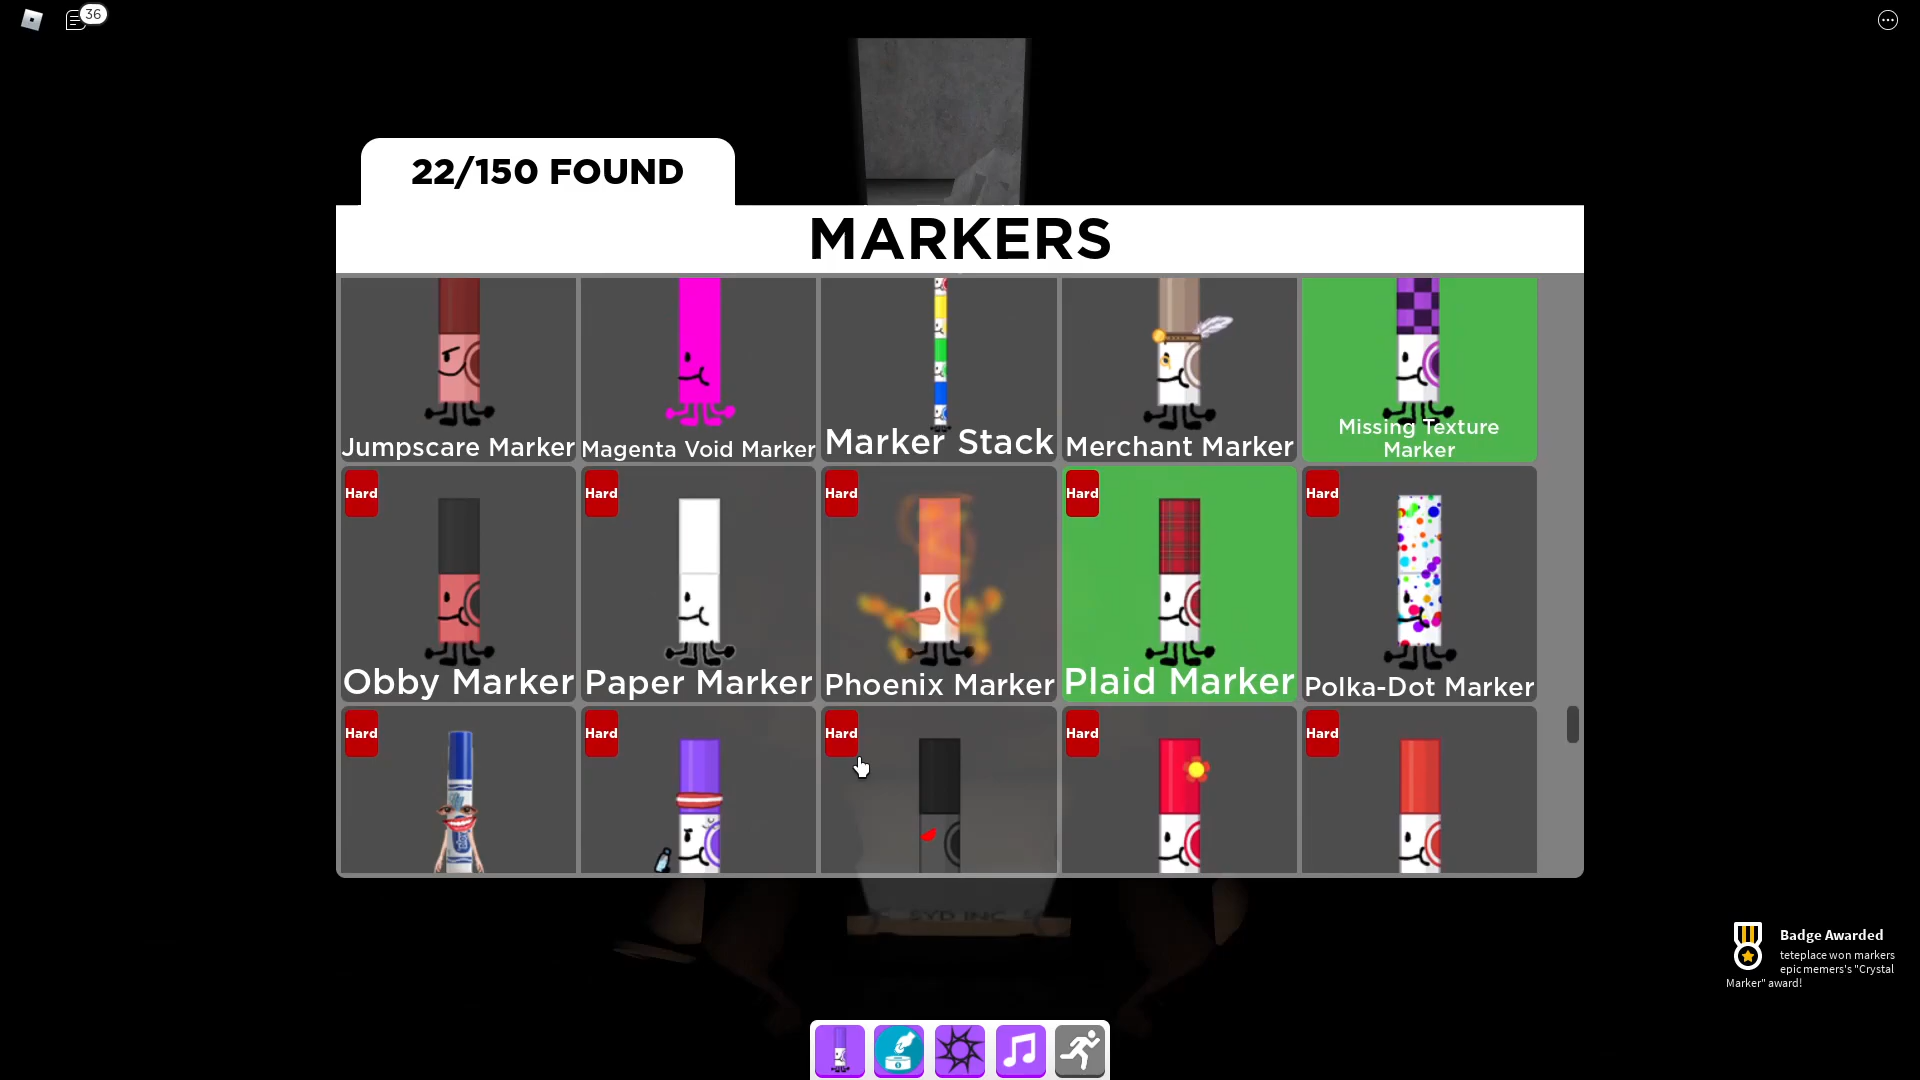 36
22/150 FOUND
MARKERS
Jumpscare Marker
Magenta Void Marker
Marker Stack
Merchant Marker
Missing Texture
Marker
Hard
Hard
Hard
Hard
Hard
Obby Marker
Paper Marker
Phoenix Marker
Plaid Marker
Polka-Dot Marker
Hard
Hard
Hard
Hard
Hard
SYD INC
Badge Awarded
teteplace won markers
epic memers's "Crystal
Marker" award!